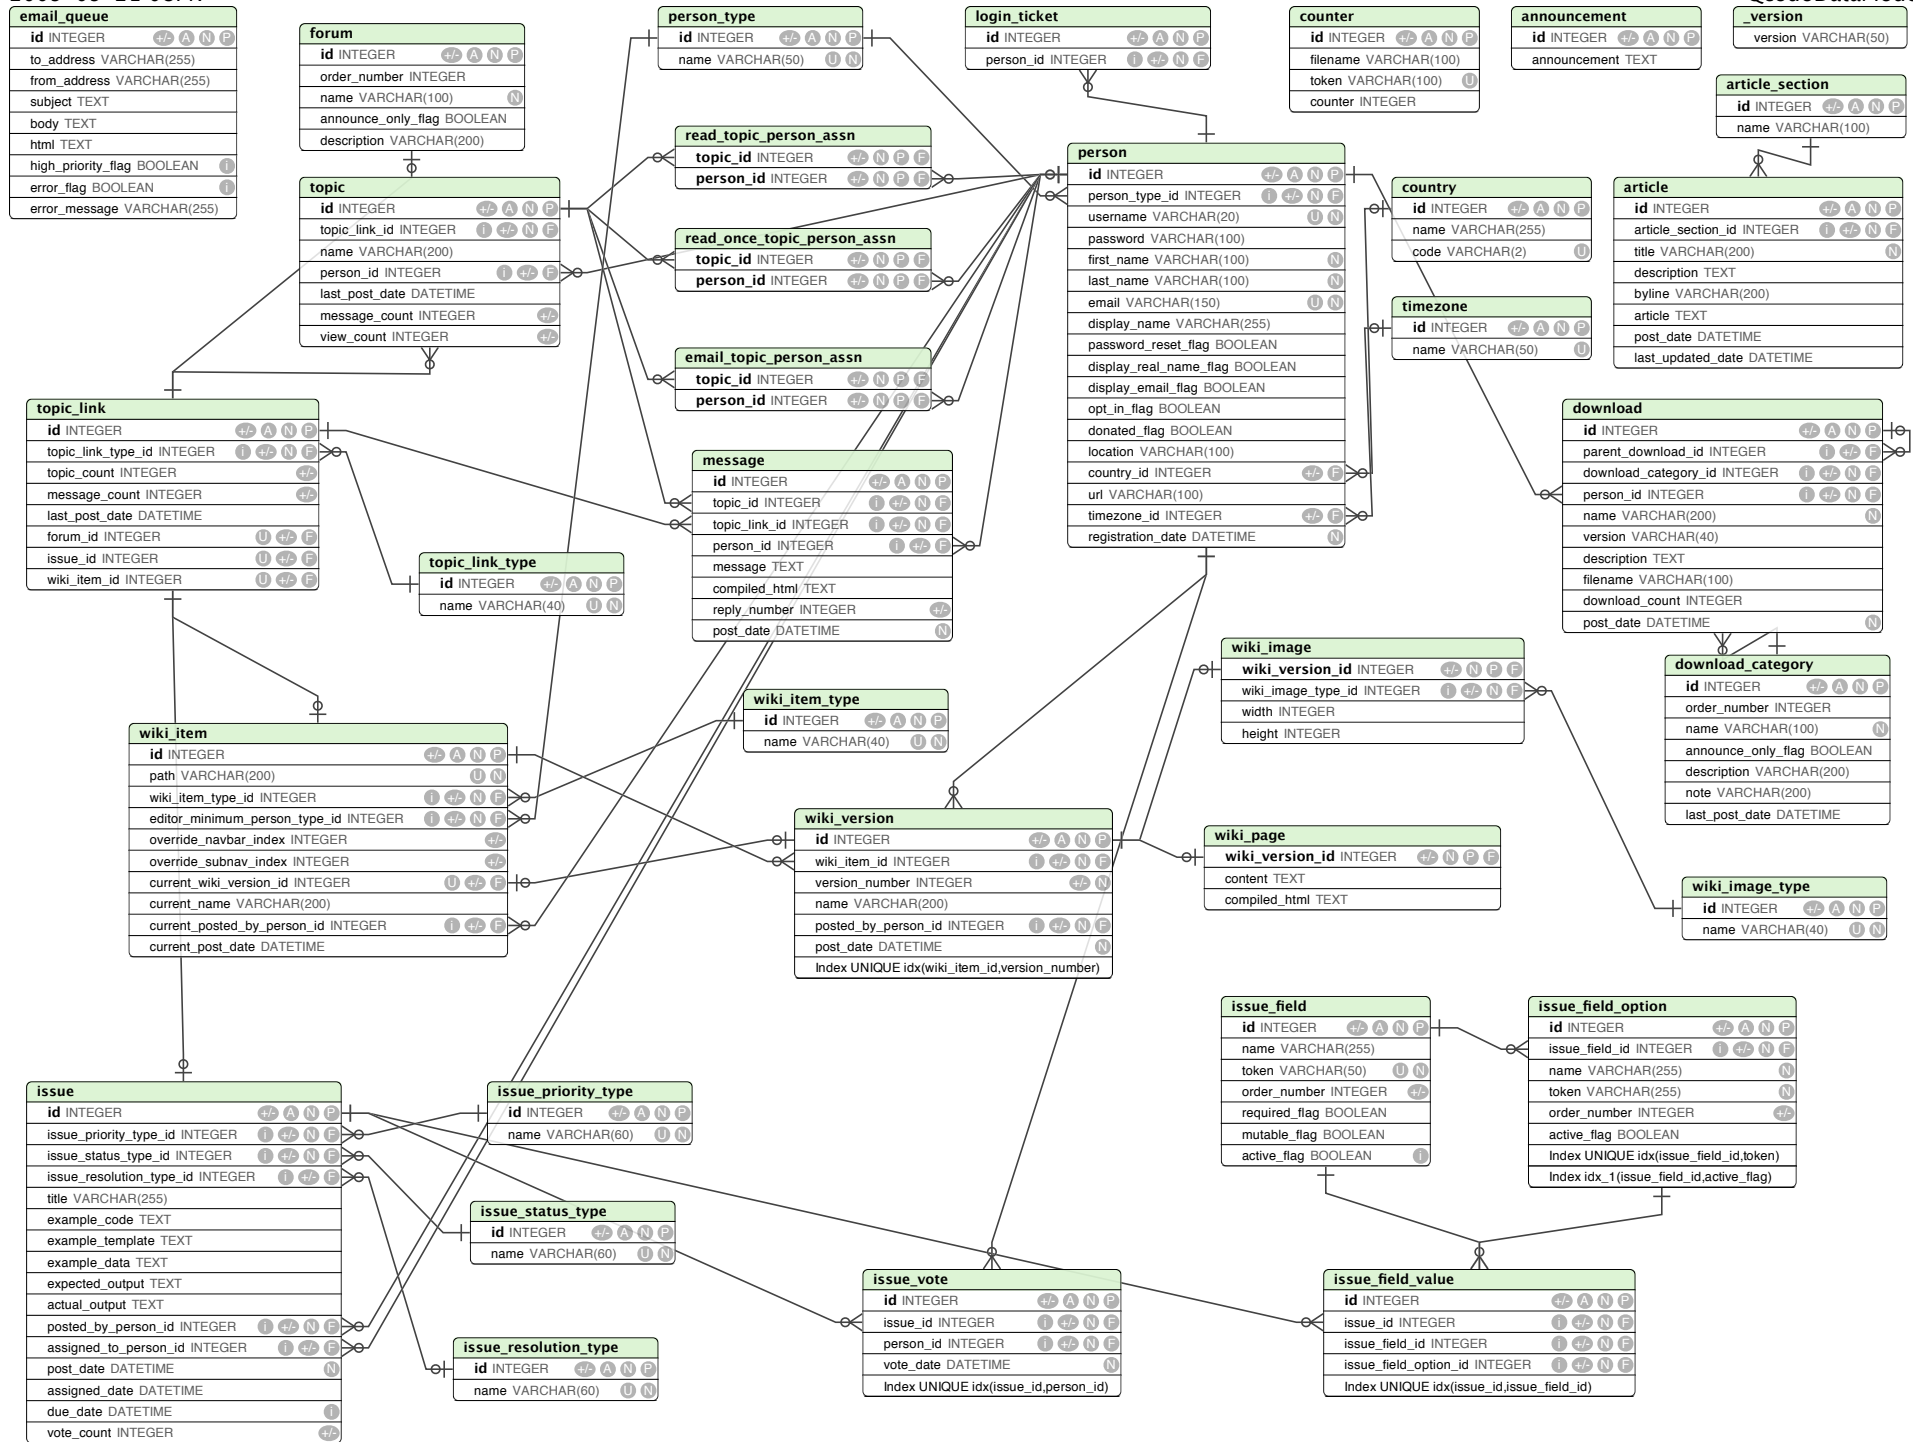 email_queue
id INTEGER +/- A N P
to_address VARCHAR(255)
from_address VARCHAR(255)
subject TEXT
body TEXT
html TEXT
high_priority_flag BOOLEAN i
error_flag BOOLEAN i
error_message VARCHAR(255)
forum
id INTEGER +/- A N P
order_number INTEGER
name VARCHAR(100) N
announce_only_flag BOOLEAN
description VARCHAR(200)
person_type
id INTEGER +/- A N P
name VARCHAR(50) U N
login_ticket
id INTEGER +/- A N P
person_id INTEGER i +/- N F
counter
id INTEGER +/- A N P
filename VARCHAR(100)
token VARCHAR(100) U
counter INTEGER
announcement
id INTEGER +/- A N P
announcement TEXT
_version
version VARCHAR(50)
article_section
id INTEGER +/- A N P
name VARCHAR(100)
topic
id INTEGER +/- A N P
topic_link_id INTEGER i +/- N F
name VARCHAR(200)
person_id INTEGER i +/- F
last_post_date DATETIME
message_count INTEGER +/-
view_count INTEGER +/-
read_topic_person_assn
topic_id INTEGER +/- N P F
person_id INTEGER +/- N P F
read_once_topic_person_assn
topic_id INTEGER +/- N P F
person_id INTEGER +/- N P F
email_topic_person_assn
topic_id INTEGER +/- N P F
person_id INTEGER +/- N P F
person
id INTEGER +/- A N P
person_type_id INTEGER i +/- N F
username VARCHAR(20) U N
password VARCHAR(100)
first_name VARCHAR(100) N
last_name VARCHAR(100) N
email VARCHAR(150) U N
display_name VARCHAR(255)
password_reset_flag BOOLEAN
display_real_name_flag BOOLEAN
display_email_flag BOOLEAN
opt_in_flag BOOLEAN
donated_flag BOOLEAN
location VARCHAR(100)
country_id INTEGER +/- F
url VARCHAR(100)
timezone_id INTEGER +/- F
registration_date DATETIME N
country
id INTEGER +/- A N P
name VARCHAR(255)
code VARCHAR(2) U
timezone
id INTEGER +/- A N P
name VARCHAR(50) U
article
id INTEGER +/- A N P
article_section_id INTEGER i +/- N F
title VARCHAR(200) N
description TEXT
byline VARCHAR(200)
article TEXT
post_date DATETIME
last_updated_date DATETIME
topic_link
id INTEGER +/- A N P
topic_link_type_id INTEGER i +/- N F
topic_count INTEGER +/-
message_count INTEGER +/-
last_post_date DATETIME
forum_id INTEGER U +/- F
issue_id INTEGER U +/- F
wiki_item_id INTEGER U +/- F
topic_link_type
id INTEGER +/- A N P
name VARCHAR(40) U N
message
id INTEGER +/- A N P
topic_id INTEGER i +/- N F
topic_link_id INTEGER i +/- N F
person_id INTEGER i +/- F
message TEXT
compiled_html TEXT
reply_number INTEGER +/-
post_date DATETIME N
download
id INTEGER +/- A N P
parent_download_id INTEGER i +/- F
download_category_id INTEGER i +/- N F
person_id INTEGER i +/- N F
name VARCHAR(200) N
version VARCHAR(40)
description TEXT
filename VARCHAR(100)
download_count INTEGER
post_date DATETIME N
download_category
id INTEGER +/- A N P
order_number INTEGER
name VARCHAR(100) N
announce_only_flag BOOLEAN
description VARCHAR(200)
note VARCHAR(200)
last_post_date DATETIME
wiki_image
wiki_version_id INTEGER +/- N P F
wiki_image_type_id INTEGER i +/- N F
width INTEGER
height INTEGER
wiki_item_type
id INTEGER +/- A N P
name VARCHAR(40) U N
wiki_item
id INTEGER +/- A N P
path VARCHAR(200) U N
wiki_item_type_id INTEGER i +/- N F
editor_minimum_person_type_id INTEGER i +/- N F
override_navbar_index INTEGER +/-
override_subnav_index INTEGER +/-
current_wiki_version_id INTEGER U +/- F
current_name VARCHAR(200)
current_posted_by_person_id INTEGER i +/- F
current_post_date DATETIME
wiki_version
id INTEGER +/- A N P
wiki_item_id INTEGER i +/- N F
version_number INTEGER +/- N
name VARCHAR(200)
posted_by_person_id INTEGER i +/- N F
post_date DATETIME N
Index UNIQUE idx(wiki_item_id,version_number)
wiki_page
wiki_version_id INTEGER +/- N P F
content TEXT
compiled_html TEXT
wiki_image_type
id INTEGER +/- A N P
name VARCHAR(40) U N
issue_field
id INTEGER +/- A N P
name VARCHAR(255)
token VARCHAR(50) U N
order_number INTEGER +/-
required_flag BOOLEAN
mutable_flag BOOLEAN
active_flag BOOLEAN i
issue_field_option
id INTEGER +/- A N P
issue_field_id INTEGER i +/- N F
name VARCHAR(255) N
token VARCHAR(255) N
order_number INTEGER +/-
active_flag BOOLEAN
Index UNIQUE idx(issue_field_id,token)
Index idx_1(issue_field_id,active_flag)
issue
id INTEGER +/- A N P
issue_priority_type_id INTEGER i +/- N F
issue_status_type_id INTEGER i +/- N F
issue_resolution_type_id INTEGER i +/- F
title VARCHAR(255)
example_code TEXT
example_template TEXT
example_data TEXT
expected_output TEXT
actual_output TEXT
posted_by_person_id INTEGER i +/- N F
assigned_to_person_id INTEGER i +/- F
post_date DATETIME N
assigned_date DATETIME
due_date DATETIME i
vote_count INTEGER +/-
issue_priority_type
id INTEGER +/- A N P
name VARCHAR(60) U N
issue_status_type
id INTEGER +/- A N P
name VARCHAR(60) U N
issue_resolution_type
id INTEGER +/- A N P
name VARCHAR(60) U N
issue_vote
id INTEGER +/- A N P
issue_id INTEGER i +/- N F
person_id INTEGER i +/- N F
vote_date DATETIME N
Index UNIQUE idx(issue_id,person_id)
issue_field_value
id INTEGER +/- A N P
issue_id INTEGER i +/- N F
issue_field_id INTEGER i +/- N F
issue_field_option_id INTEGER i +/- N F
Index UNIQUE idx(issue_id,issue_field_id)